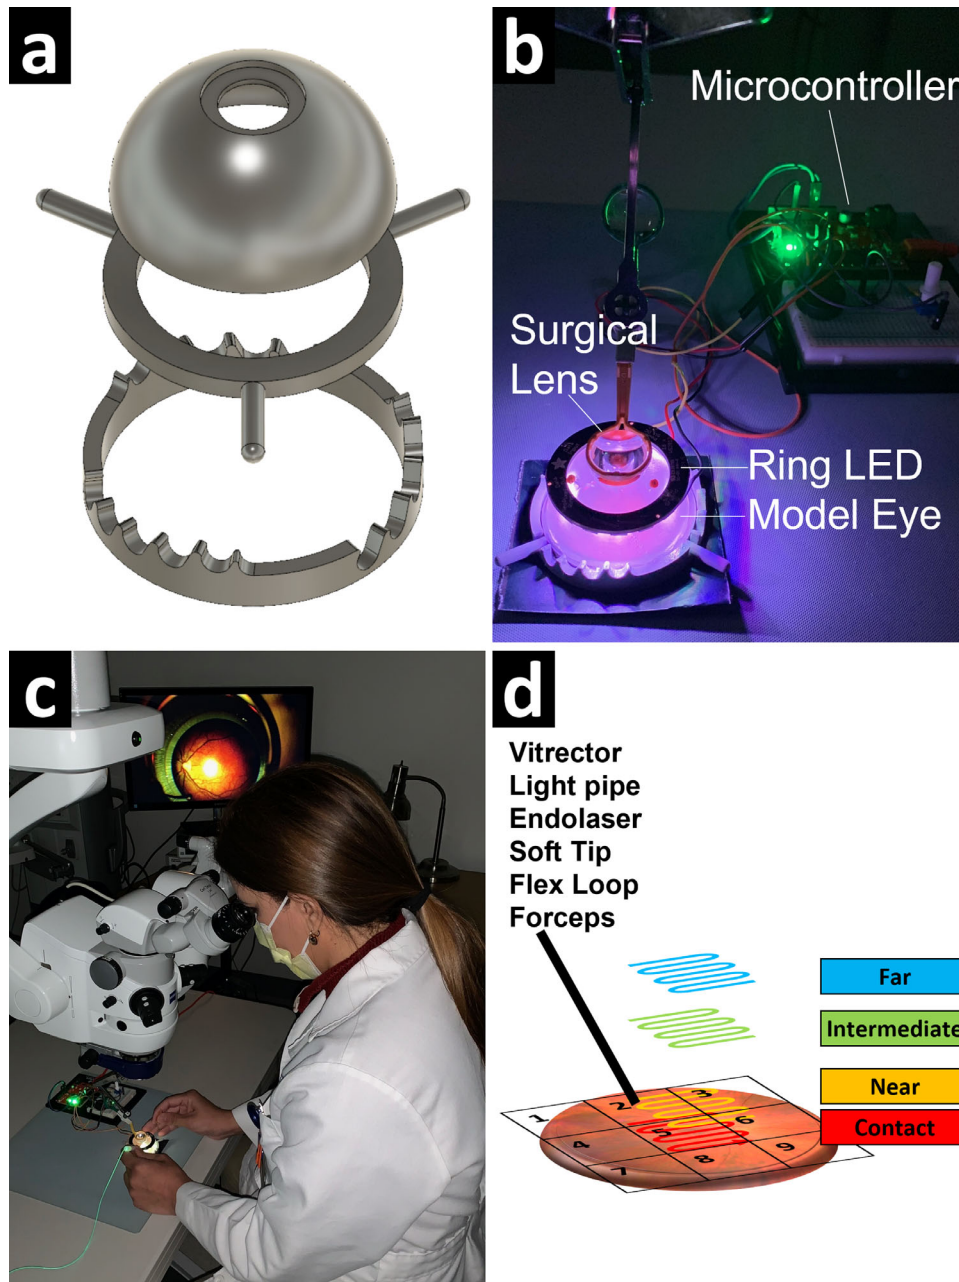 a
b
Microcontroller
Surgical
Lens
Ring LED
Model Eye
c
d
Vitrector
Light pipe
Endolaser
Soft Tip
Flex Loop
Forceps
Far
Intermediate
Near
Contact
1 2 3
4 5 6
7 8 9